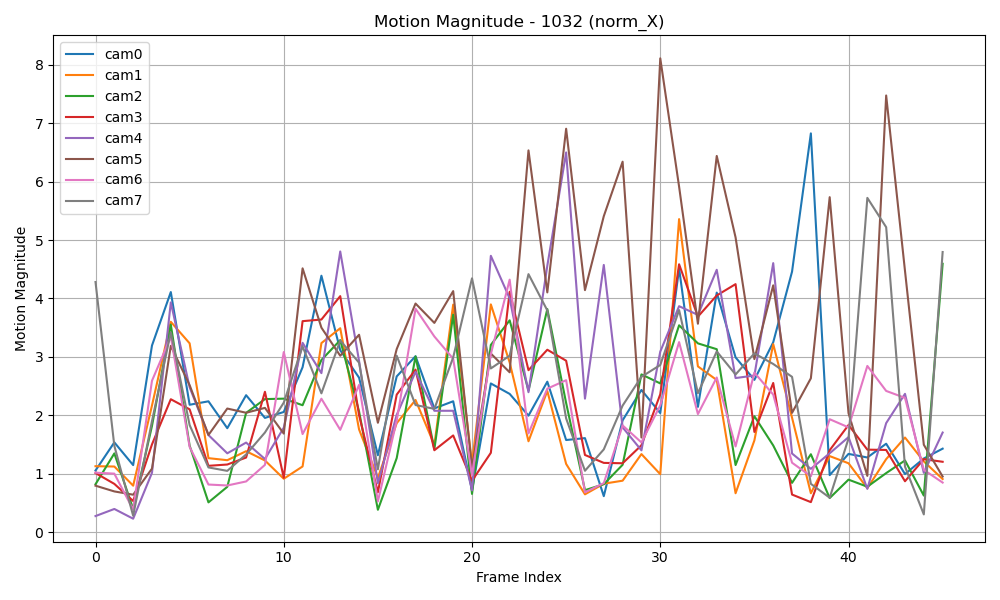 Motion Magnitude - 1032 (norm_X)
cam0
cam1
cam2
cam3
cam4
cam5
cam6
cam7
Motion Magnitude
8
7
6
5
4
3
2
1
0
0 10 20 30 40
Frame Index